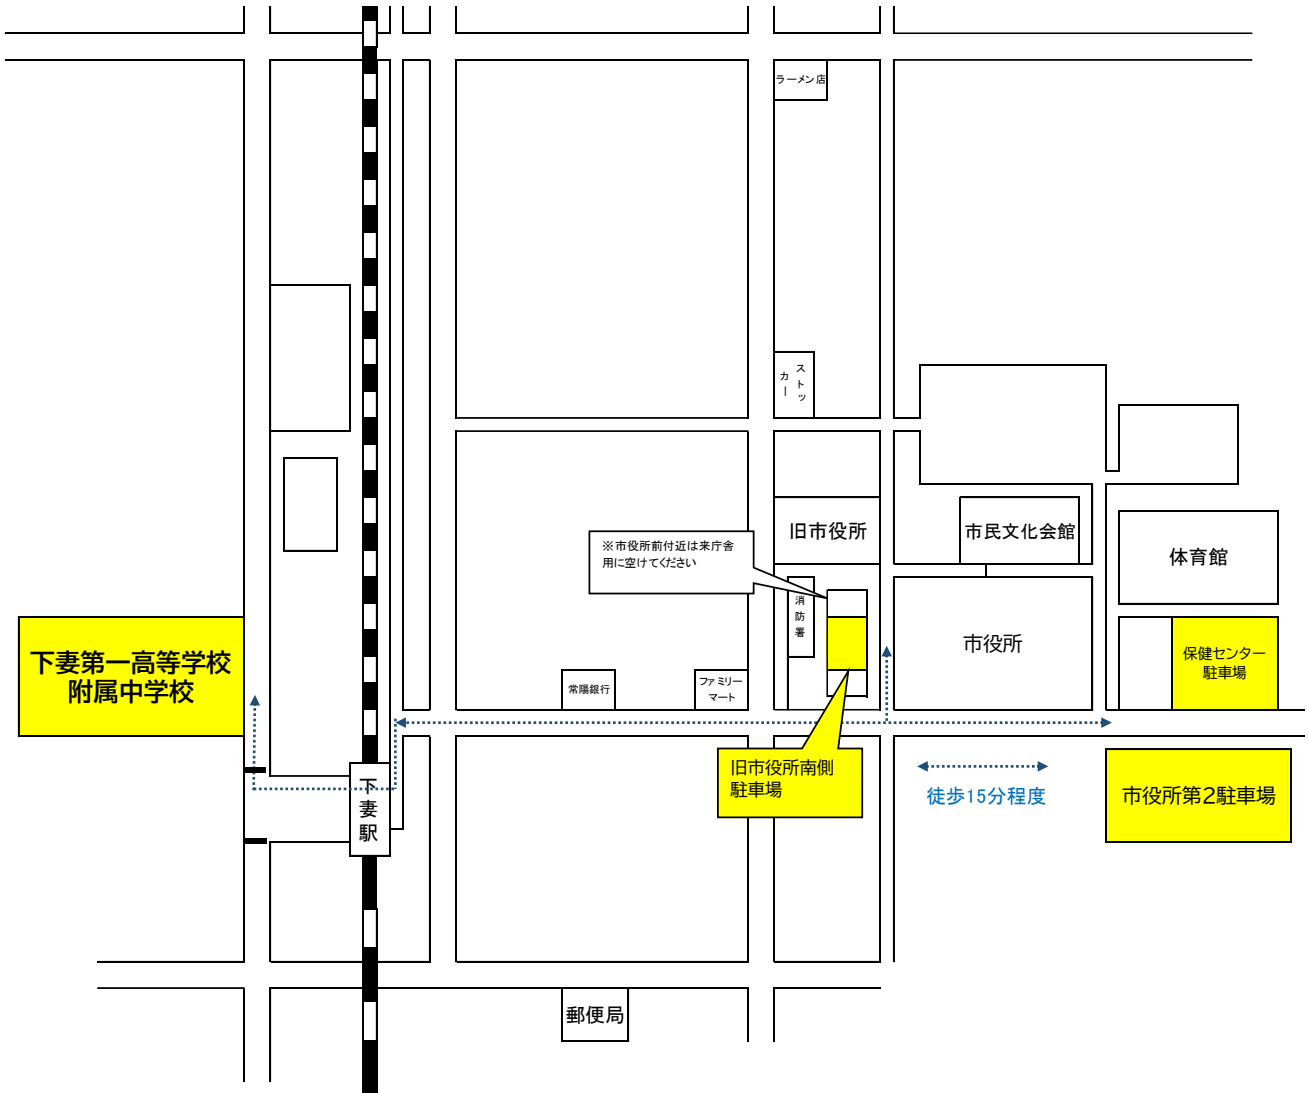 ラーメン店
ストッ
カー
旧市役所
市民文化会館
※市役所前付近は来庁舎
用に空けてください
体育館
消防署
下妻第一高等学校
附属中学校
市役所
保健センター
駐車場
常陽銀行
ファミリー
マート
旧市役所南側
駐車場
下妻駅
徒歩15分程度
市役所第2駐車場
郵便局